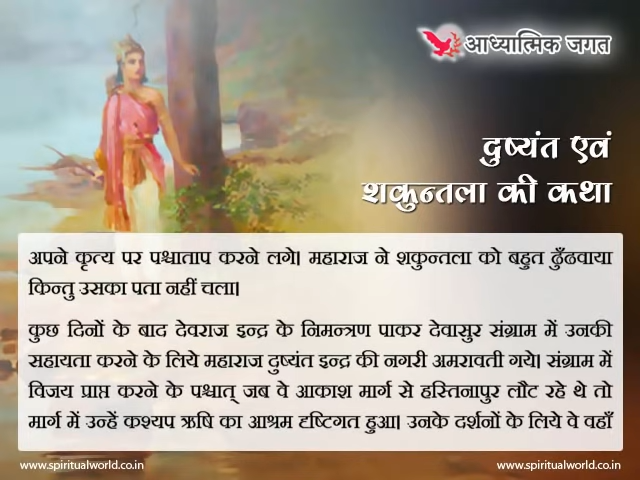 आध्यात्मिक जगत
दुष्यंत एवं
शकुन्तला की कथा
अपने कृत्य पर पश्चाताप करने लगे। महाराज ने शकुन्तला को बहुत ढुँढवाया
किन्तु उसका पता नहीं चला।
कुछ दिनों के बाद देवराज इन्द्र के निमन्त्रण पाकर देवासुर संग्राम में उनकी
सहायता करने के लिये महाराज दुष्यंत इन्द्र की नगरी अमरावती गये। संग्राम में
विजय प्राप्त करने के पश्चात् जब वे आकाश मार्ग से हस्तिनापुर लौट रहे थे तो
मार्ग में उन्हें कश्यप ऋषि का आश्रम दृष्टिगत हुआ। उनके दर्शनों के लिये वे वहाँ
www.spiritualworld.co.in
www.spiritualworld.co.in